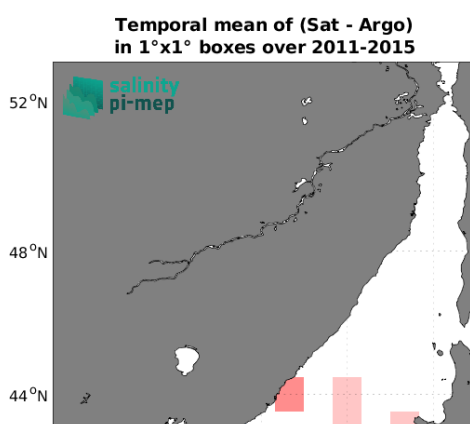 Temporal mean of (Sat - Argo)
in 1°x1° boxes over 2011-2015
salinity
pi-mep
52°N
48°N
44°N